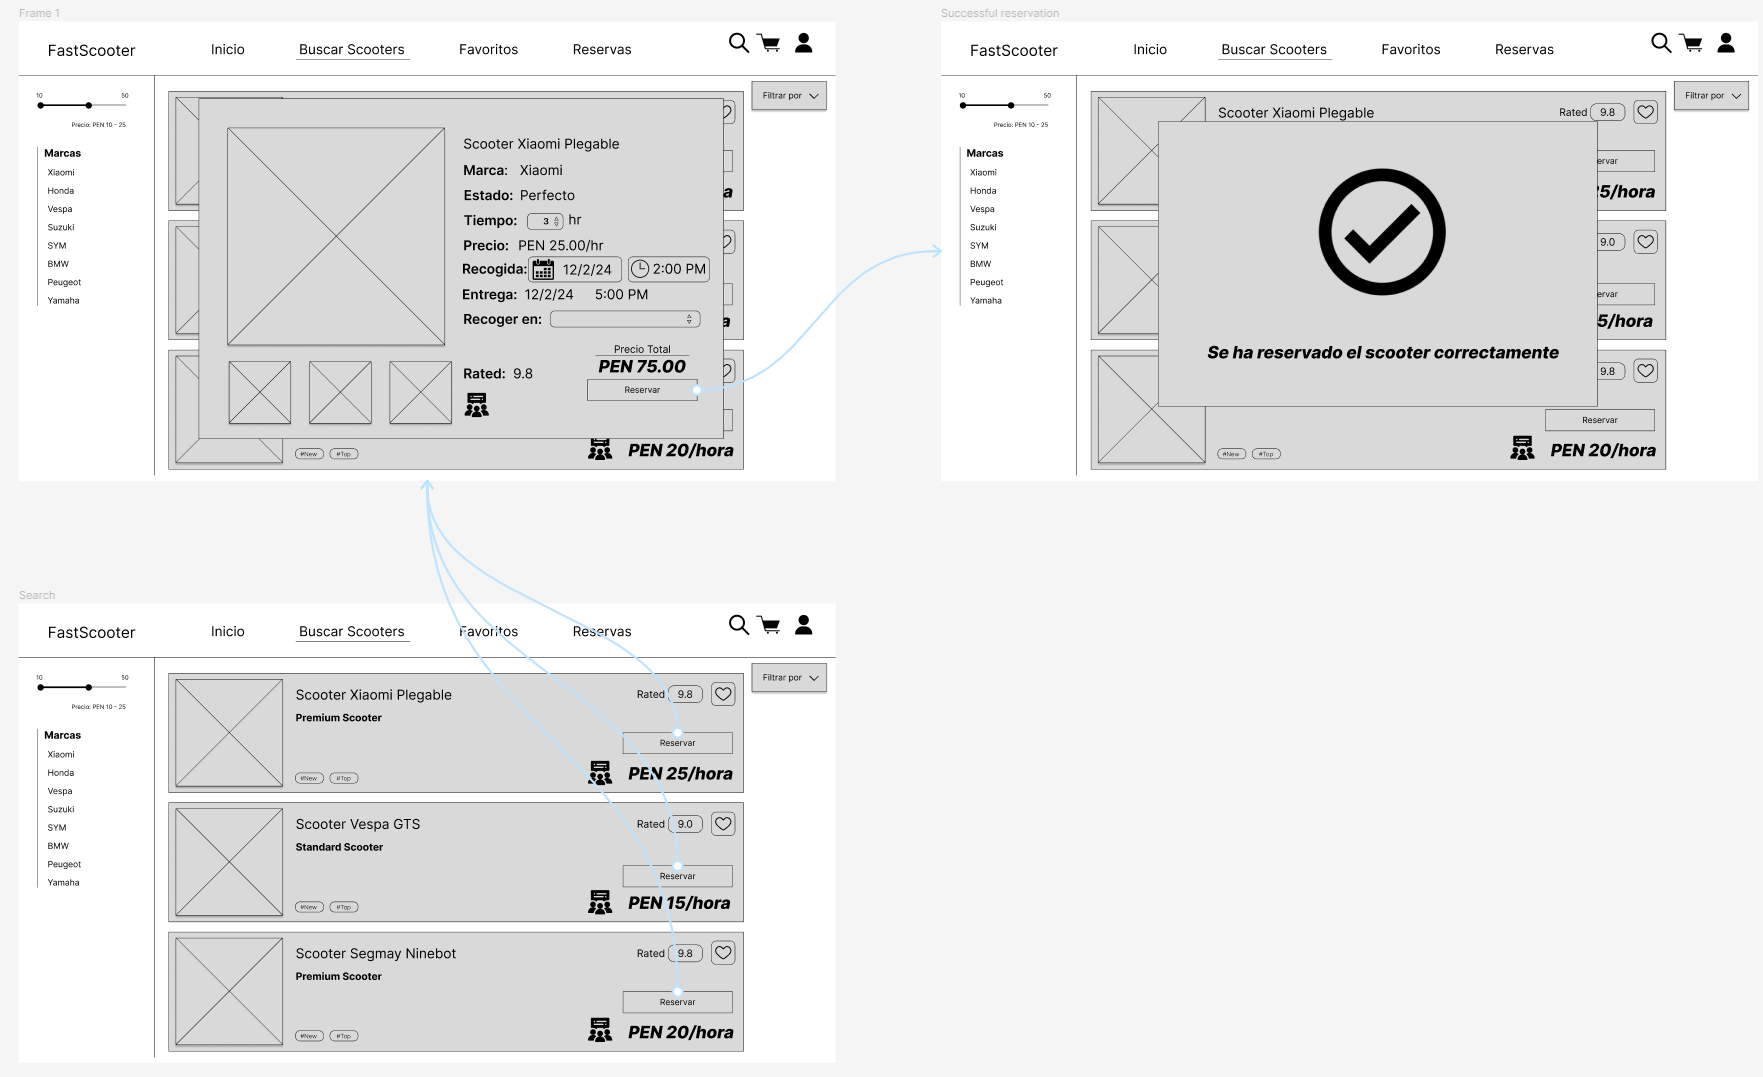 Frame 1
FastScooter
Inicio
Buscar Scooters
Favoritos
Reservas
10
50
Precio: PEN 10 - 25
Marcas
Xiaomi
Honda
Vespa
Suzuki
SYM
BMW
Peugeot
Yamaha
Filtrar por
Scooter Xiaomi Plegable
Marca: Xiaomi
Estado: Perfecto
Tiempo: 3 hr
Precio: PEN 25.00/hr
Recogida: 12/2/24 2:00 PM
Entrega: 12/2/24 5:00 PM
Recoger en:
Precio Total
PEN 75.00
Rated: 9.8
Reservar
a
a
#New
#Top
PEN 20/hora
Successful reservation
FastScooter
Inicio
Buscar Scooters
Favoritos
Reservas
10
50
Precio: PEN 10 - 25
Marcas
Xiaomi
Honda
Vespa
Suzuki
SYM
BMW
Peugeot
Yamaha
Filtrar por
Scooter Xiaomi Plegable
Rated 9.8
ervar
25/hora
9.0
ervar
5/hora
9.8
Se ha reservado el scooter correctamente
Reservar
#New
#Top
PEN 20/hora
Search
FastScooter
Inicio
Buscar Scooters
Favoritos
Reservas
10
50
Precio: PEN 10 - 25
Marcas
Xiaomi
Honda
Vespa
Suzuki
SYM
BMW
Peugeot
Yamaha
Filtrar por
Scooter Xiaomi Plegable
Rated 9.8
Premium Scooter
Reservar
#New
#Top
PEN 25/hora
Scooter Vespa GTS
Rated 9.0
Standard Scooter
Reservar
#New
#Top
PEN 15/hora
Scooter Segmay Ninebot
Rated 9.8
Premium Scooter
Reservar
#New
#Top
PEN 20/hora